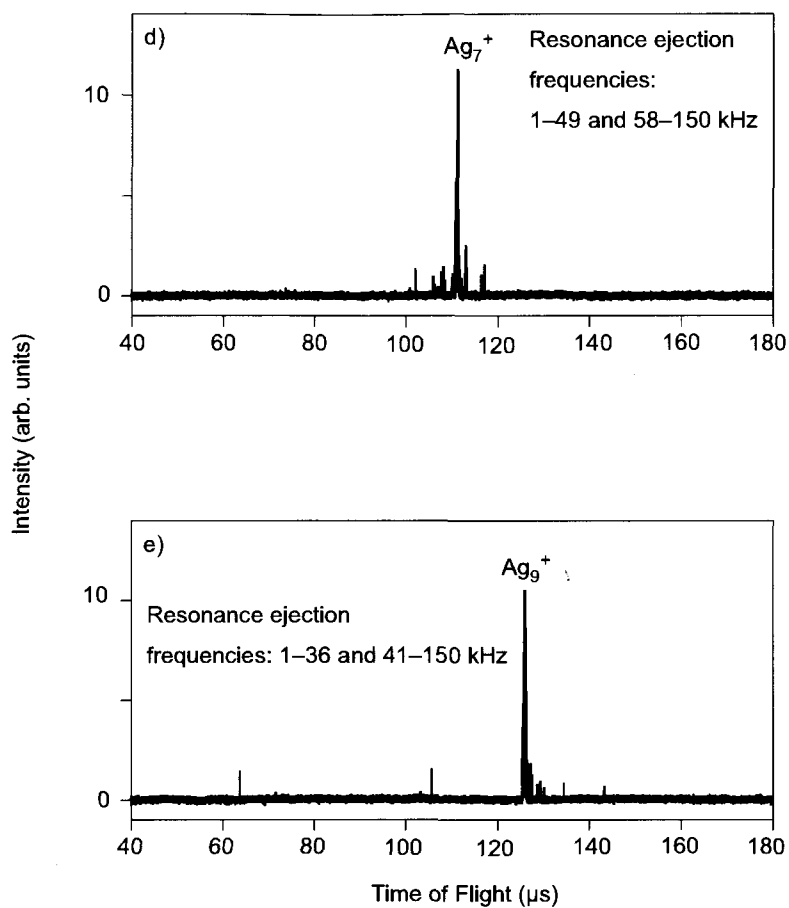 d)
Ag₇⁺
Resonance ejection
frequencies:
1–49 and 58–150 kHz
10
0
40 60 80 100 120 140 160 180
Intensity (arb. units)
e)
Ag₉⁺
10
Resonance ejection
frequencies: 1–36 and 41–150 kHz
0
40 60 80 100 120 140 160 180
Time of Flight (μs)